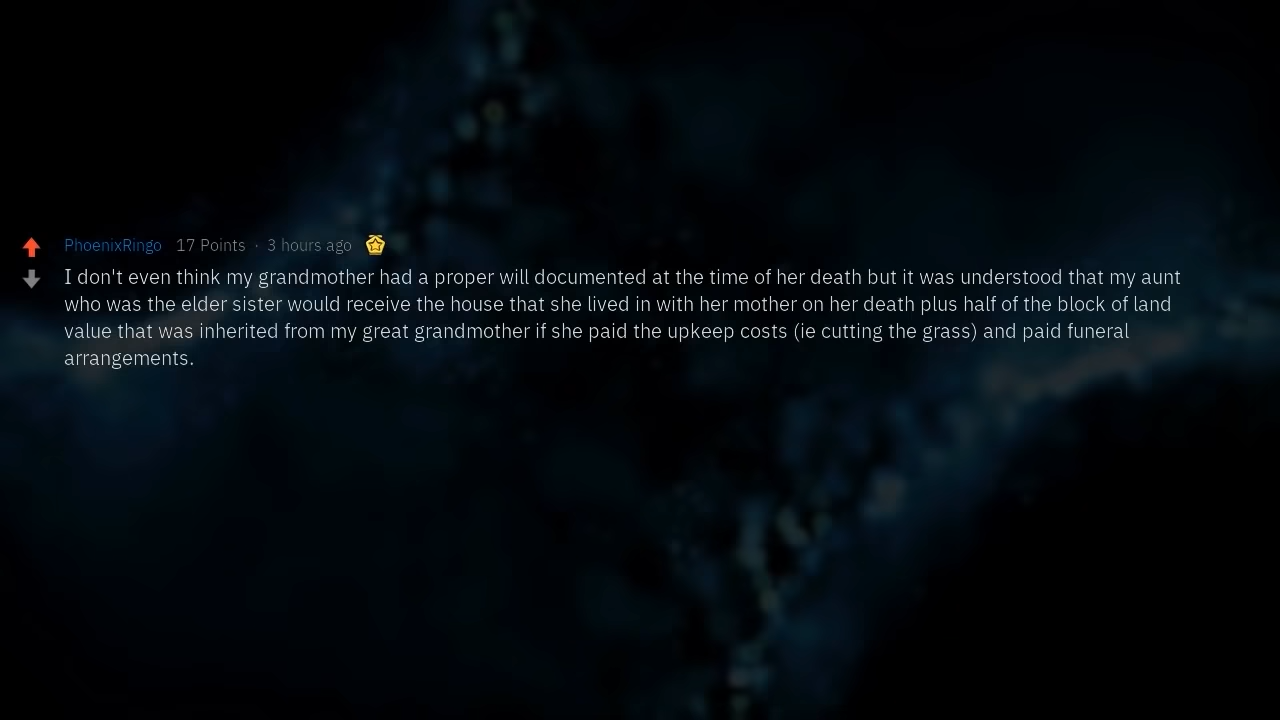 PhoenixRingo 17 Points · 3 hours ago
I don't even think my grandmother had a proper will documented at the time of her death but it was understood that my aunt
who was the elder sister would receive the house that she lived in with her mother on her death plus half of the block of land
value that was inherited from my great grandmother if she paid the upkeep costs (ie cutting the grass) and paid funeral
arrangements.